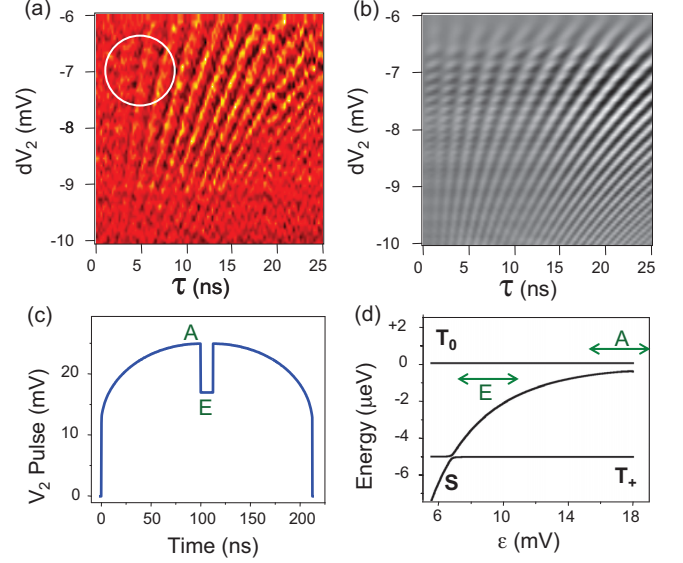 (a)
-6
-7
-8
-9
-10
dV₂ (mV)
0 5 10 15 20 25
τ (ns)
(b)
-6
-7
-8
-9
-10
dV₂ (mV)
0 5 10 15 20 25
τ (ns)
(c)
A
E
20
10
0
V₂ Pulse (mV)
0 50 100 150 200
Time (ns)
(d)
+2
0
-2
-4
-6
Energy (μeV)
T₀
A
E
S
T₊
6 10 14 18
ε (mV)